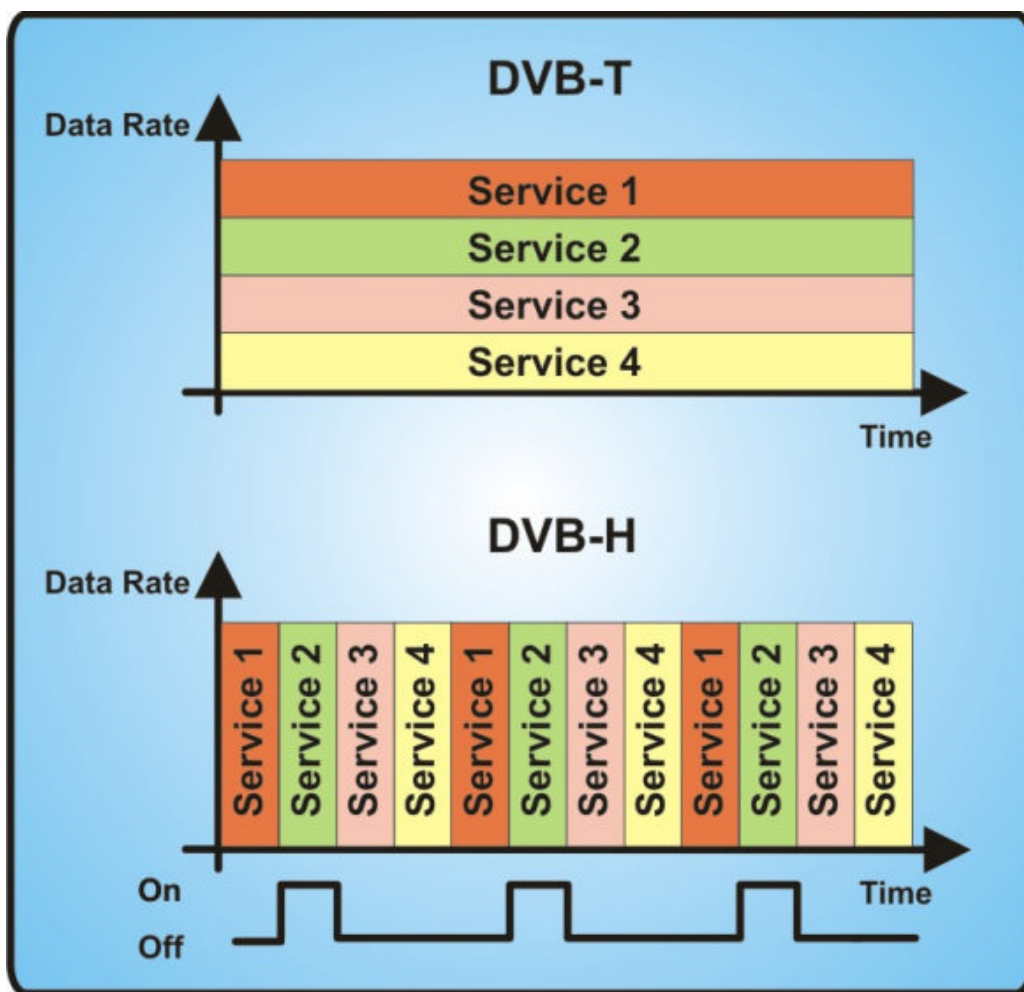 DVB-T
Data Rate
Service 1
Service 2
Service 3
Service 4
Time
DVB-H
Data Rate
Service 1
Service 2
Service 3
Service 4
Service 1
Service 2
Service 3
Service 4
Service 1
Service 2
Service 3
Service 4
On
Time
Off